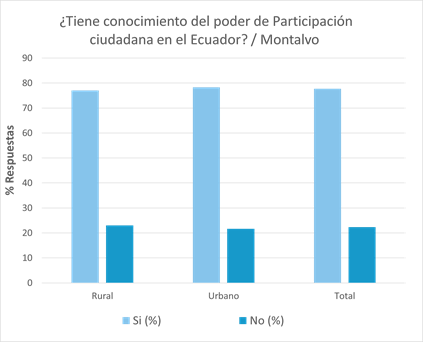 ¿Tiene conocimiento del poder de Participación
ciudadana en el Ecuador? / Montalvo
90
80
70
60
50
40
30
20
10
0
% Respuestas
Rural Urbano Total
Si (%) No (%)